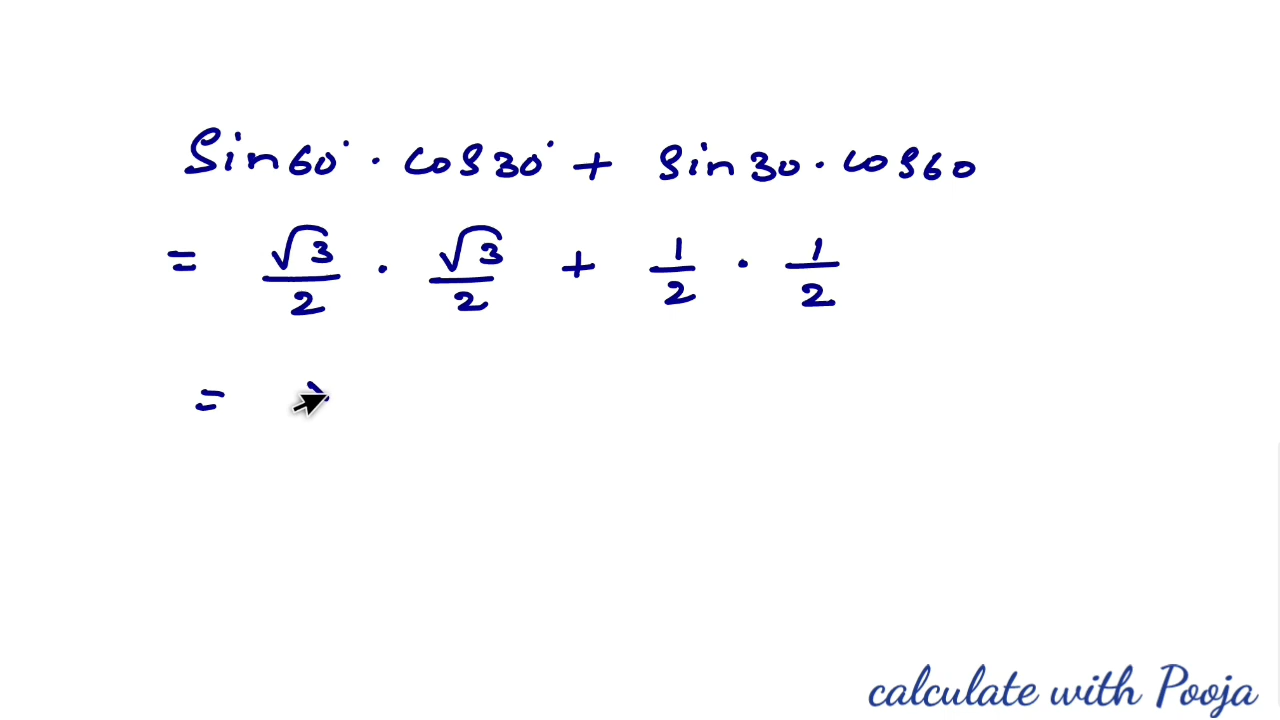 Sin60° · cos30° + sin30 · cos60
= √3/2 · √3/2 + 1/2 · 1/2
=
calculate with Pooja